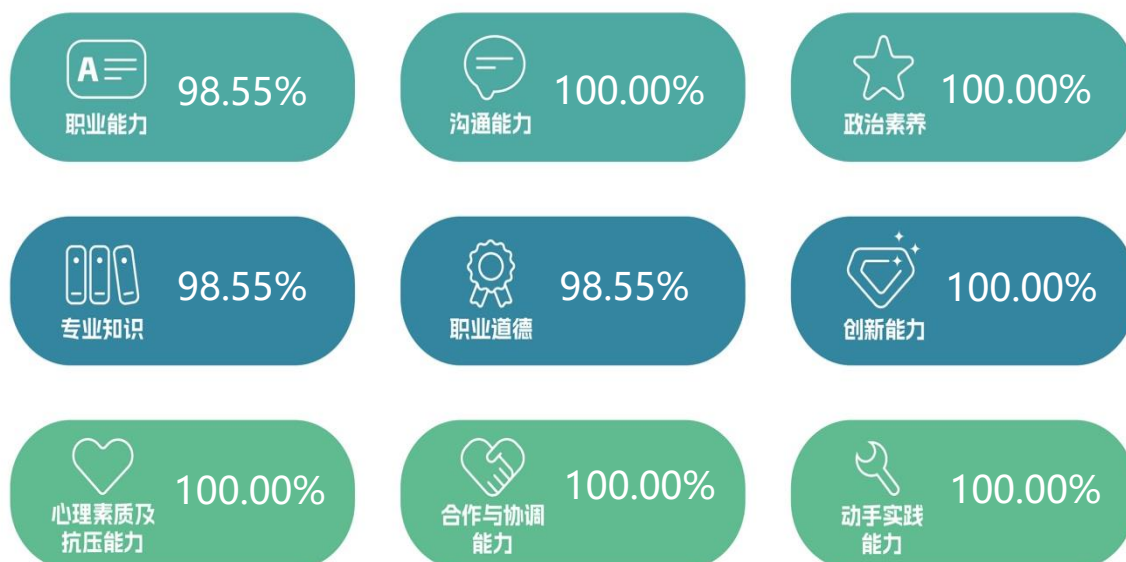 A
98.55%
职业能力
100.00%
沟通能力
100.00%
政治素养
98.55%
专业知识
98.55%
职业道德
100.00%
创新能力
100.00%
心理素质及
抗压能力
100.00%
合作与协调
能力
100.00%
动手实践
能力